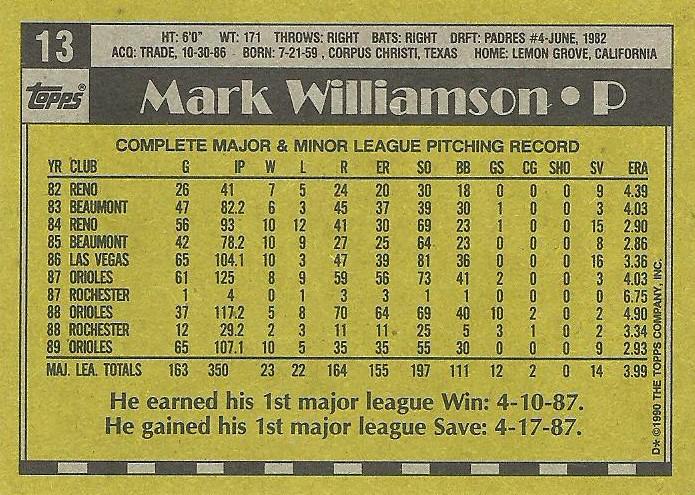 13
HT: 6'0" WT: 171 THROWS: RIGHT BATS: RIGHT DRFT: PADRES #4-JUNE, 1982
ACQ: TRADE, 10-30-86 - BORN: 7-21-59 , CORPUS CHRISTI, TEXAS HOME: LEMON GROVE, CALIFORNIA
TOPPS®
Mark Williamson • P
COMPLETE MAJOR & MINOR LEAGUE PITCHING RECORD
YR CLUB G IP W L R ER SO BB GS CG SHO SV ERA
82 RENO 26 41 7 5 24 20 30 18 0 0 0 9 4.39
83 BEAUMONT 47 82.2 6 3 45 37 39 30 1 0 0 3 4.03
84 RENO 56 93 10 12 41 30 69 23 1 0 0 15 2.90
85 BEAUMONT 42 78.2 10 9 27 25 64 23 0 0 0 8 2.86
86 LAS VEGAS 65 104.1 10 3 47 39 81 36 0 0 0 16 3.36
87 ORIOLES 61 125 8 9 59 56 73 41 2 0 0 3 4.03
87 ROCHESTER 1 4 0 1 3 3 1 1 0 0 0 0 6.75
88 ORIOLES 37 117.2 5 8 70 64 69 40 10 2 0 2 4.90
88 ROCHESTER 12 29.2 2 3 11 11 25 5 3 1 0 2 3.34
89 ORIOLES 65 107.1 10 5 35 35 55 30 0 0 0 9 2.93
MAJ. LEA. TOTALS 163 350 23 22 164 155 197 111 12 2 0 14 3.99
He earned his 1st major league Win: 4-10-87.
He gained his 1st major league Save: 4-17-87.
D* ©1990 THE TOPPS COMPANY, INC.